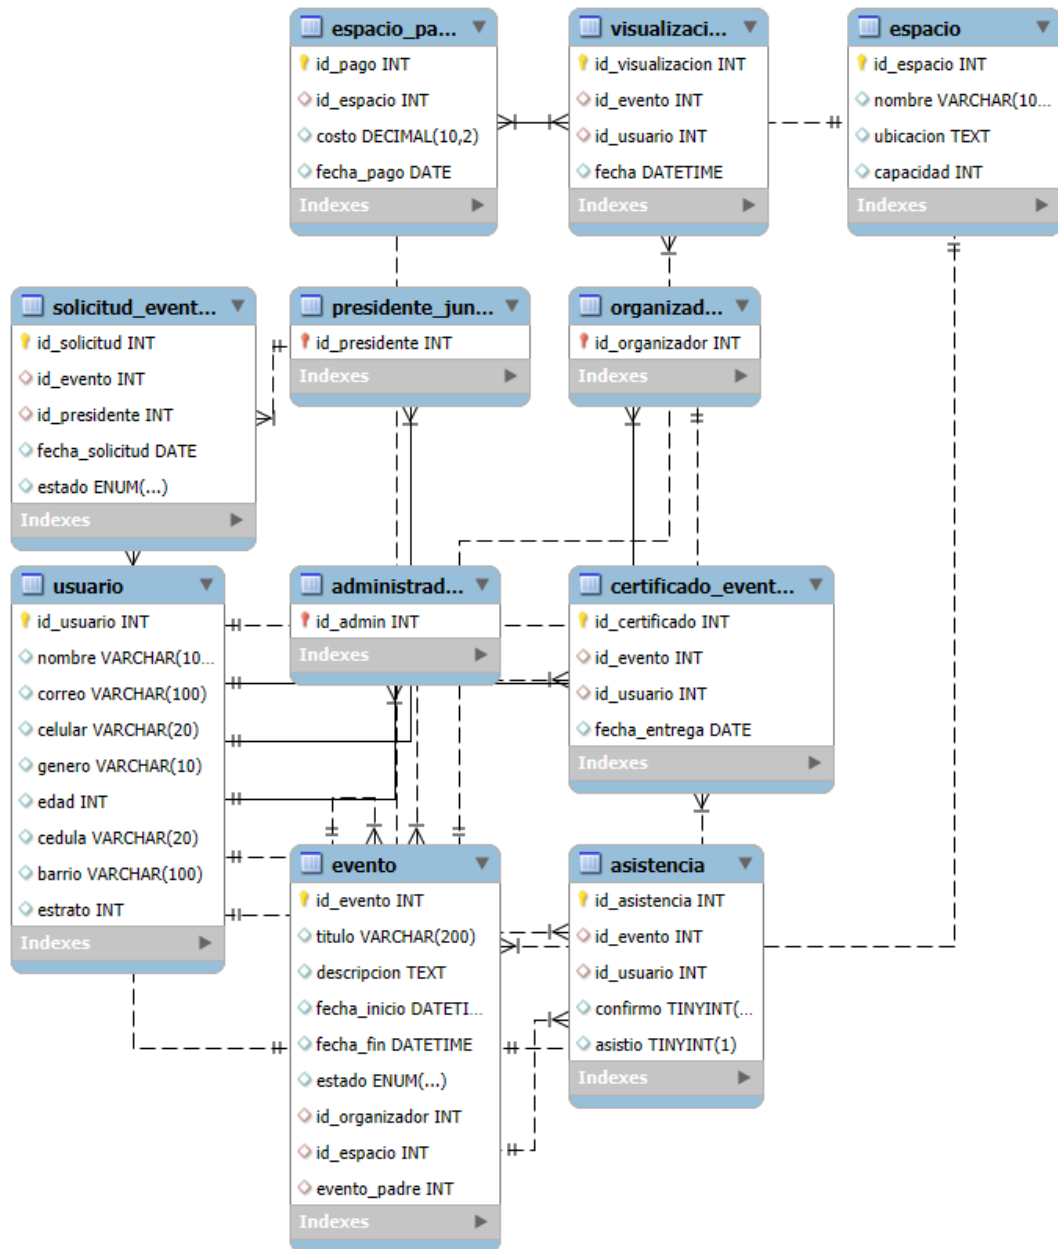 espacio_pa...
id_pago INT
id_espacio INT
costo DECIMAL(10,2)
fecha_pago DATE
Indexes
visualizaci...
id_visualizacion INT
id_evento INT
id_usuario INT
fecha DATETIME
Indexes
espacio
id_espacio INT
nombre VARCHAR(10...
ubicacion TEXT
capacidad INT
Indexes
solicitud_event...
id_solicitud INT
id_evento INT
id_presidente INT
fecha_solicitud DATE
estado ENUM(...)
Indexes
presidente_jun...
id_presidente INT
Indexes
organizad...
id_organizador INT
Indexes
usuario
id_usuario INT
nombre VARCHAR(10...
correo VARCHAR(100)
celular VARCHAR(20)
genero VARCHAR(10)
edad INT
cedula VARCHAR(20)
barrio VARCHAR(100)
estrato INT
Indexes
administrad...
id_admin INT
Indexes
certificado_event...
id_certificado INT
id_evento INT
id_usuario INT
fecha_entrega DATE
Indexes
evento
id_evento INT
titulo VARCHAR(200)
descripcion TEXT
fecha_inicio DATETI...
fecha_fin DATETIME
estado ENUM(...)
id_organizador INT
id_espacio INT
evento_padre INT
Indexes
asistencia
id_asistencia INT
id_evento INT
id_usuario INT
confirmo TINYINT(...
asistio TINYINT(1)
Indexes